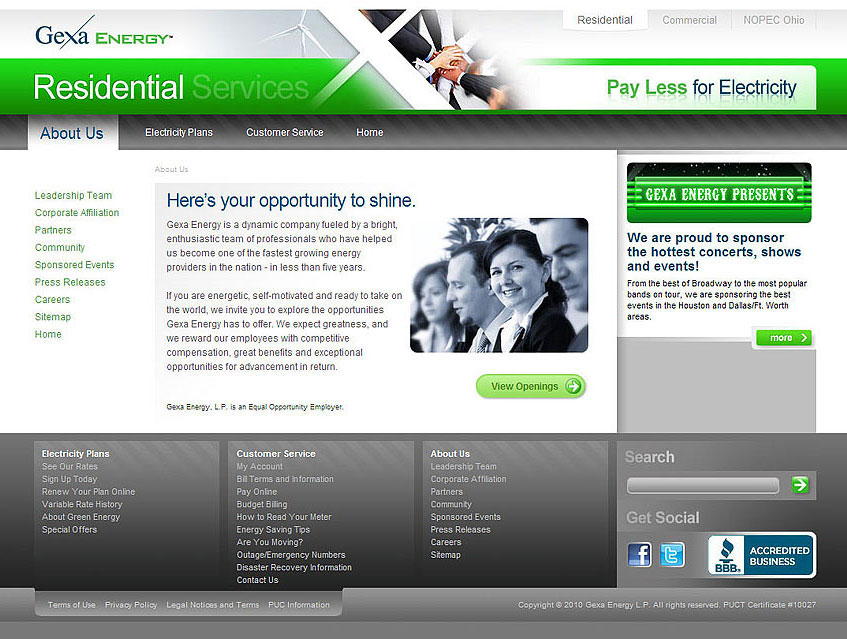 Gexa ENERGY
Residential
Commercial
NOPEC Ohio
Residential Services
Pay Less for Electricity
About Us
Electricity Plans
Customer Service
Home
About Us
Leadership Team
Corporate Affiliation
Partners
Community
Sponsored Events
Press Releases
Careers
Sitemap
Home
Here's your opportunity to shine.
Gexa Energy is a dynamic company fueled by a bright,
enthusiastic team of professionals who have helped
us become one of the fastest growing energy
providers in the nation - in less than five years.
If you are energetic, self-motivated and ready to take on
the world, we invite you to explore the opportunities
Gexa Energy has to offer. We expect greatness, and
we reward our employees with competitive
compensation, great benefits and exceptional
opportunities for advancement in return.
View Openings
Gexa Energy, L.P. is an Equal Opportunity Employer.
GEXA ENERGY PRESENTS
We are proud to sponsor
the hottest concerts, shows
and events!
From the best of Broadway to the most popular
bands on tour, we are sponsoring the best
events in the Houston and Dallas/Ft. Worth
areas.
more
Electricity Plans
See Our Rates
Sign Up Today
Renew Your Plan Online
Variable Rate History
About Green Energy
Special Offers
Customer Service
My Account
Bill Terms and Information
Pay Online
Budget Billing
How to Read Your Meter
Energy Saving Tips
Are You Moving?
Outage/Emergency Numbers
Disaster Recovery Information
Contact Us
About Us
Leadership Team
Corporate Affiliation
Partners
Community
Sponsored Events
Press Releases
Careers
Sitemap
Search
Get Social
BBB
ACCREDITED
BUSINESS
Terms of Use
Privacy Policy
Legal Notices and Terms
PUC Information
Copyright © 2010 Gexa Energy L.P. All rights reserved. PUCT Certificate #10027